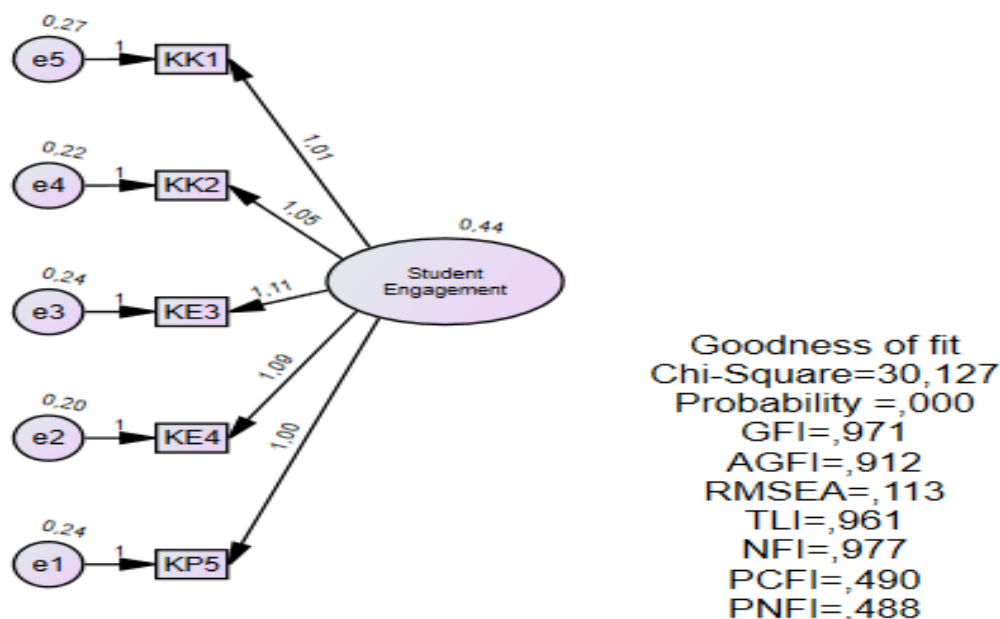 0,27
e5 1 KK1
1,01
0,22
e4 1 KK2
1,05
0,44
Student
Engagement
0,24
e3 1 KE3
1,11
0,20
e2 1 KE4
1,09
0,24
e1 1 KP5
1,00
Goodness of fit
Chi-Square=30,127
Probability =,000
GFI=,971
AGFI=,912
RMSEA=,113
TLI=,961
NFI=,977
PCFI=,490
PNFI=,488